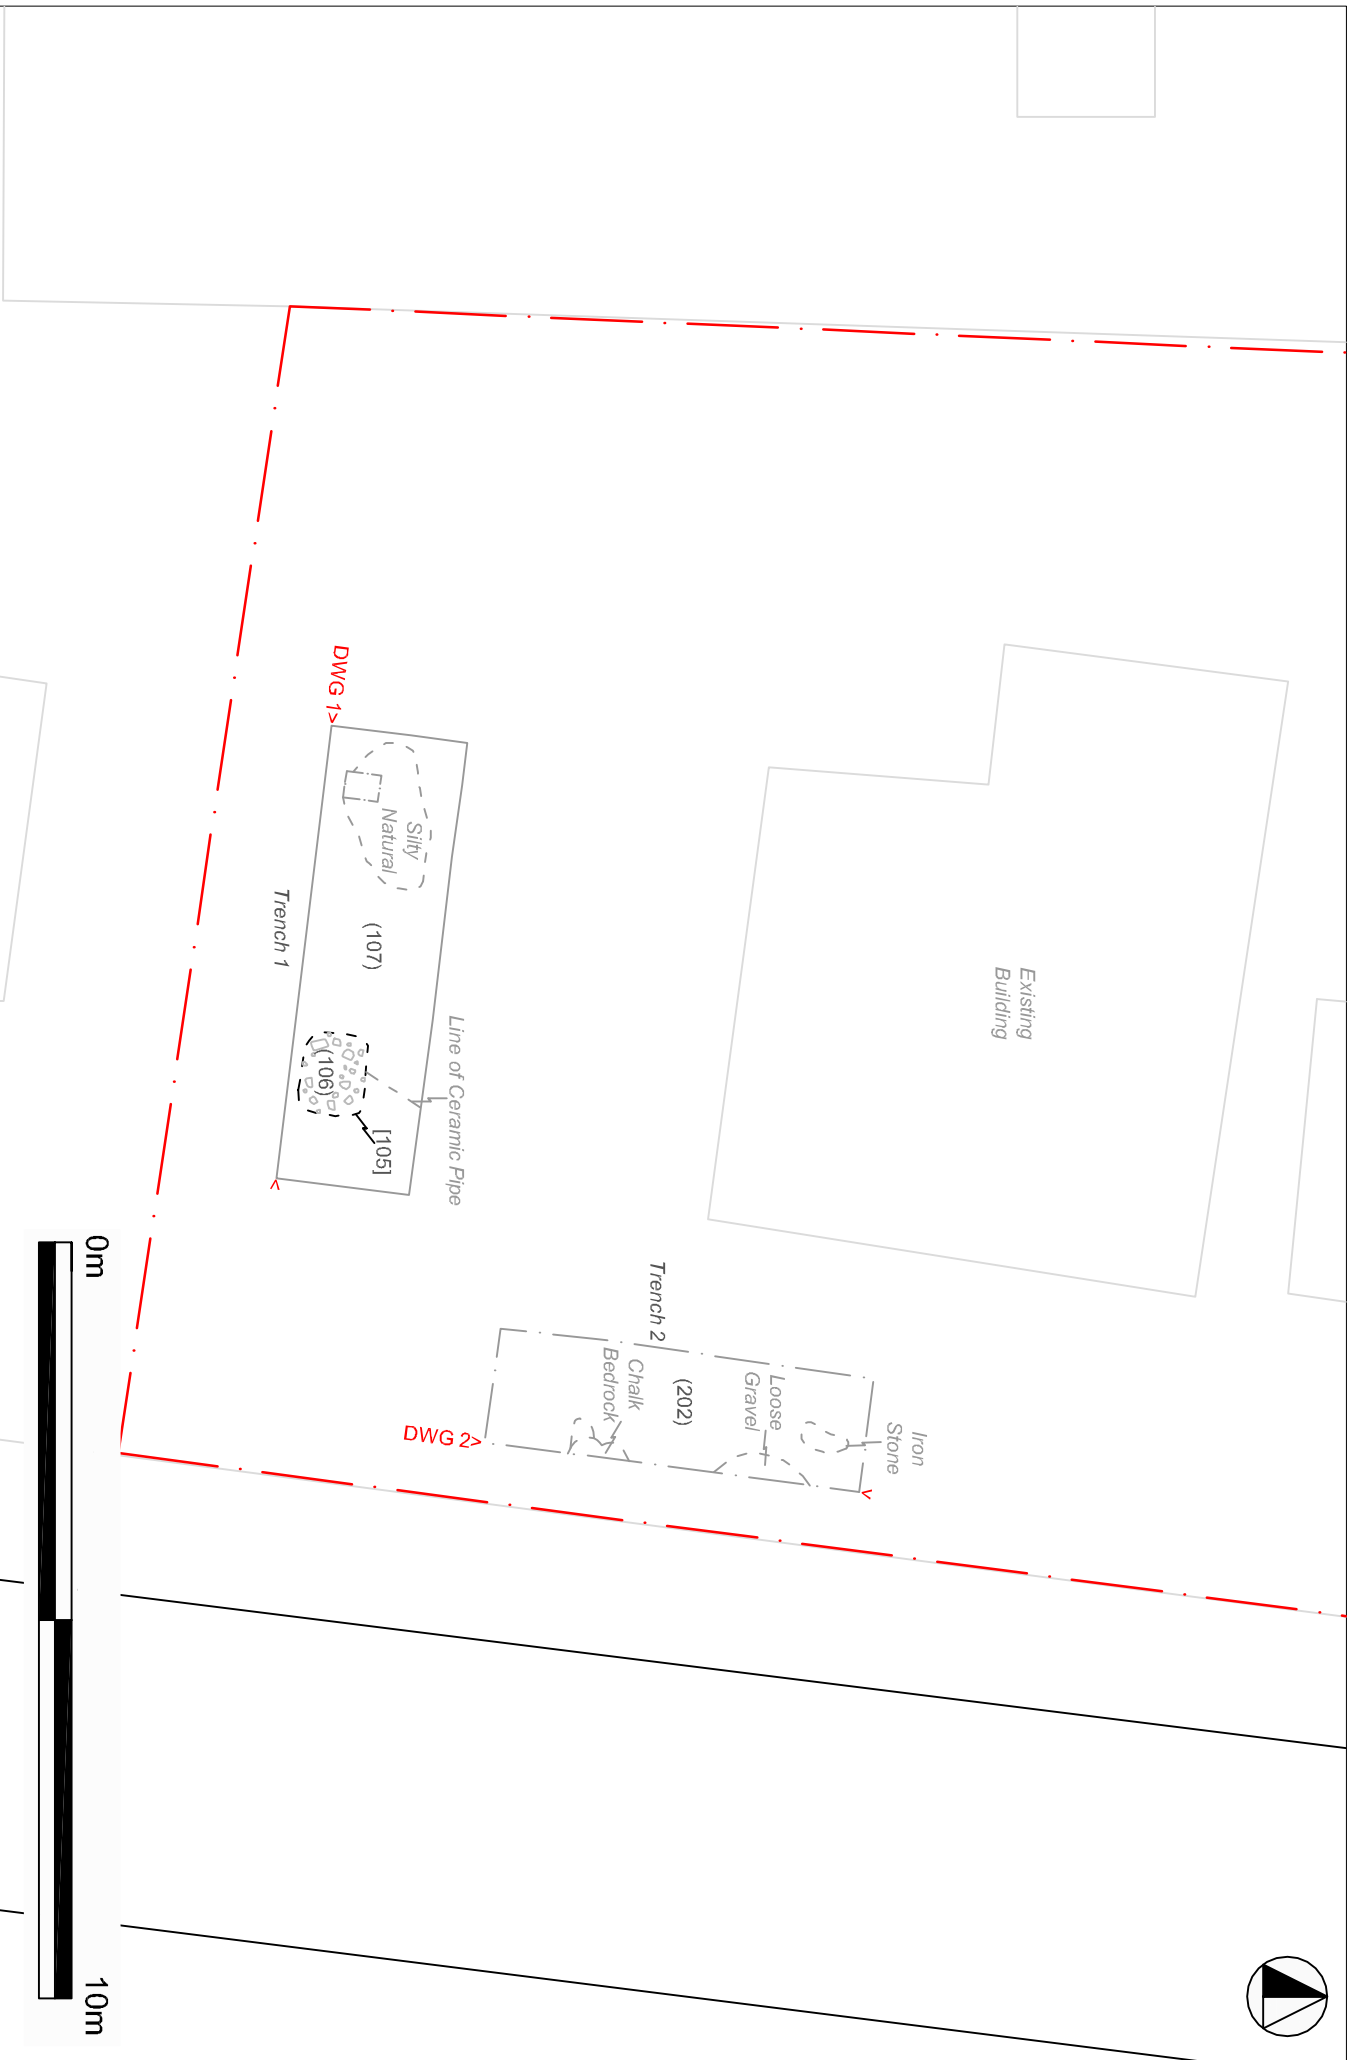 Existing
Building
Iron
Stone
Loose
Gravel
(202)
Trench 2
Chalk
Bedrock
DWG 2>
<
Line of Ceramic Pipe
Silty
Natural
(107)
[105]
(106)
DWG 1>
<
Trench 1
0m
10m